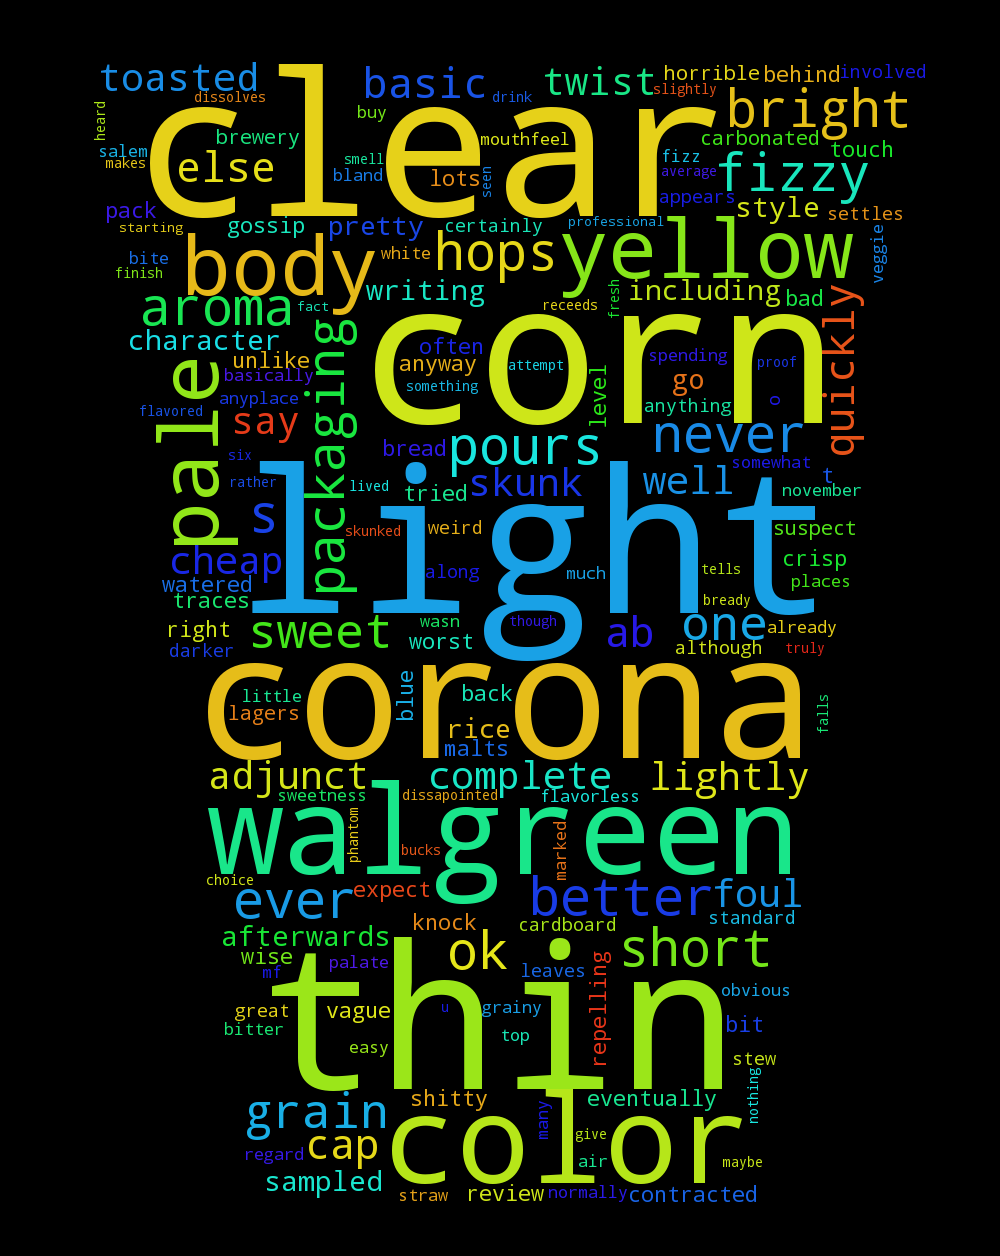 toasted
clear
basic
twist
horrible
behind
involved
heard
dissolves
drink
slightly
buy
bright
salem
makes
brewery
else
smell
bland
lots
seen
mouthfeel
fizz
average
carbonated
touch
fizzy
appears
style
settles
pack
starting
gossip
pretty
certainly
professional
bite
finish
body
white
hops
yellow
veggie
writing
including
bad
aroma
fact
receeds
fresh
corn
quickly
character
unlike
often
anyway
attempt
spending
proof
basically
something
go
anyplace
level
anything
o
flavored
say
packaging
pale
bread
pours
never
six
rather
lived
tried
skunk
well
somewhat
t
november
s
light
skunked
weird
suspect
cheap
along
much
tells
crisp
places
watered
traces
bready
right
sweet
wasn
though
ab
one
already
darker
worst
although
truly
corona
little
lagers
blue
back
rice
malts
falls
adjunct
complete
lightly
sweetness
dissapointed
flavorless
walgreen
phantom
bucks
marked
choice
ever
expect
better
foul
standard
knock
cardboard
afterwards
wise
ok
short
mf
palate
leaves
repelling
obvious
thin
great
vague
u
grainy
bitter
top
bit
easy
stew
nothing
grain
shitty
many
eventually
color
give
cap
regard
air
maybe
sampled
straw
review
normally
contracted